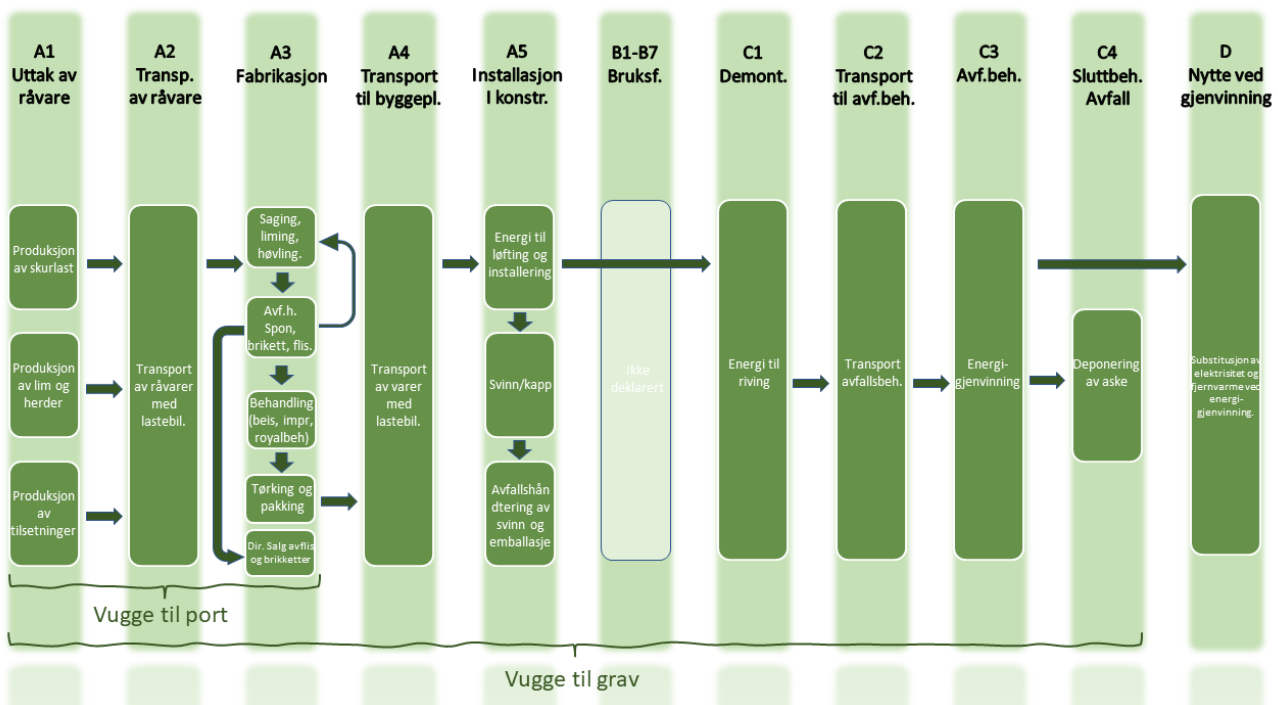 A1
Uttak av
råvare
A2
Transp.
av råvare
A3
Fabrikasjon
A4
Transport
til byggepl.
A5
Installasjon
I konstr.
B1-B7
Bruksf.
C1
Demont.
C2
Transport
til avf.beh.
C3
Avf.beh.
C4
Sluttbeh.
Avfall
D
Nytte ved
gjenvinning
Produksjon
av skurlast
Produksjon
av lim og
herder
Produksjon
av
tilsetninger
Transport
av råvarer
med
lastebil.
Saging,
liming,
høvling.
Avf.h.
Spon,
brikett, flis.
Behandling
(beis, impr,
royalbeh)
Tørking og
pakking
Dir. Salg avflis
og brikketter
Transport
av varer
med
lastebil.
Energi til
løfting og
installering
Svinn/kapp
Avfallshån
dtering av
svinn og
emballasje
Ikke
deklarert
Energi til
riving
Transport
avfallsbeh.
Energi-
gjenvinning
Deponering
av aske
Substitusjon av
elektrisitet og
fjernvarme ved
energi-
gjenvinning.
Vugge til port
Vugge til grav